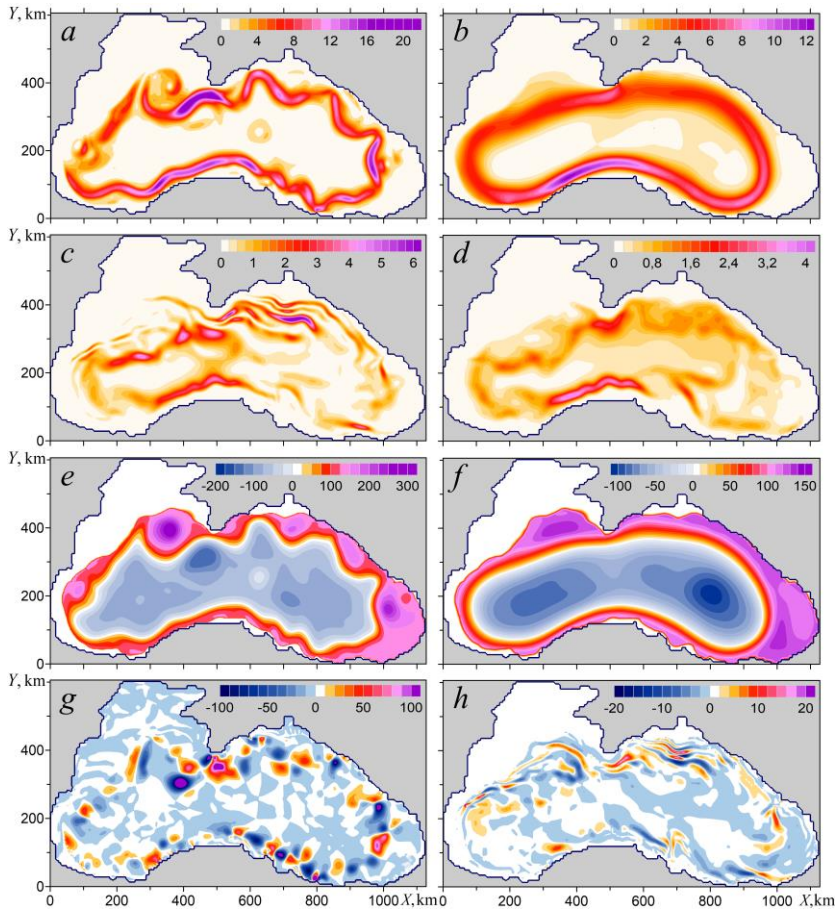 Y, km
a
0 4 8 12 16 20
b
0 2 4 6 8 10 12
400
200
0
Y, km
c
0 1 2 3 4 5 6
d
0 0,8 1,6 2,4 3,2 4
400
200
0
Y, km
e
-200 -100 0 100 200 300
f
-100 -50 0 50 100 150
400
200
0
Y, km
g
-100 -50 0 50 100
h
-20 -10 0 10 20
400
200
0
0 200 400 600 800 1000 X, km
0 200 400 600 800 1000 X, km